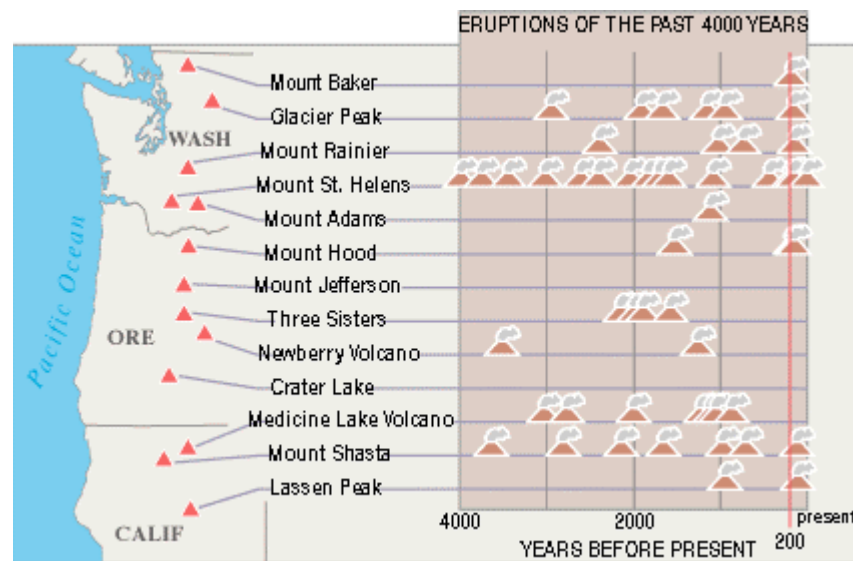 ERUPTIONS OF THE PAST 4000 YEARS
Mount Baker
Glacier Peak
WASH
Mount Rainier
Mount St. Helens
Mount Adams
Mount Hood
Mount Jefferson
Three Sisters
ORE
Newberry Volcano
Crater Lake
Medicine Lake Volcano
Mount Shasta
Lassen Peak
CALIF
Pacific Ocean
4000 2000 present
200
YEARS BEFORE PRESENT